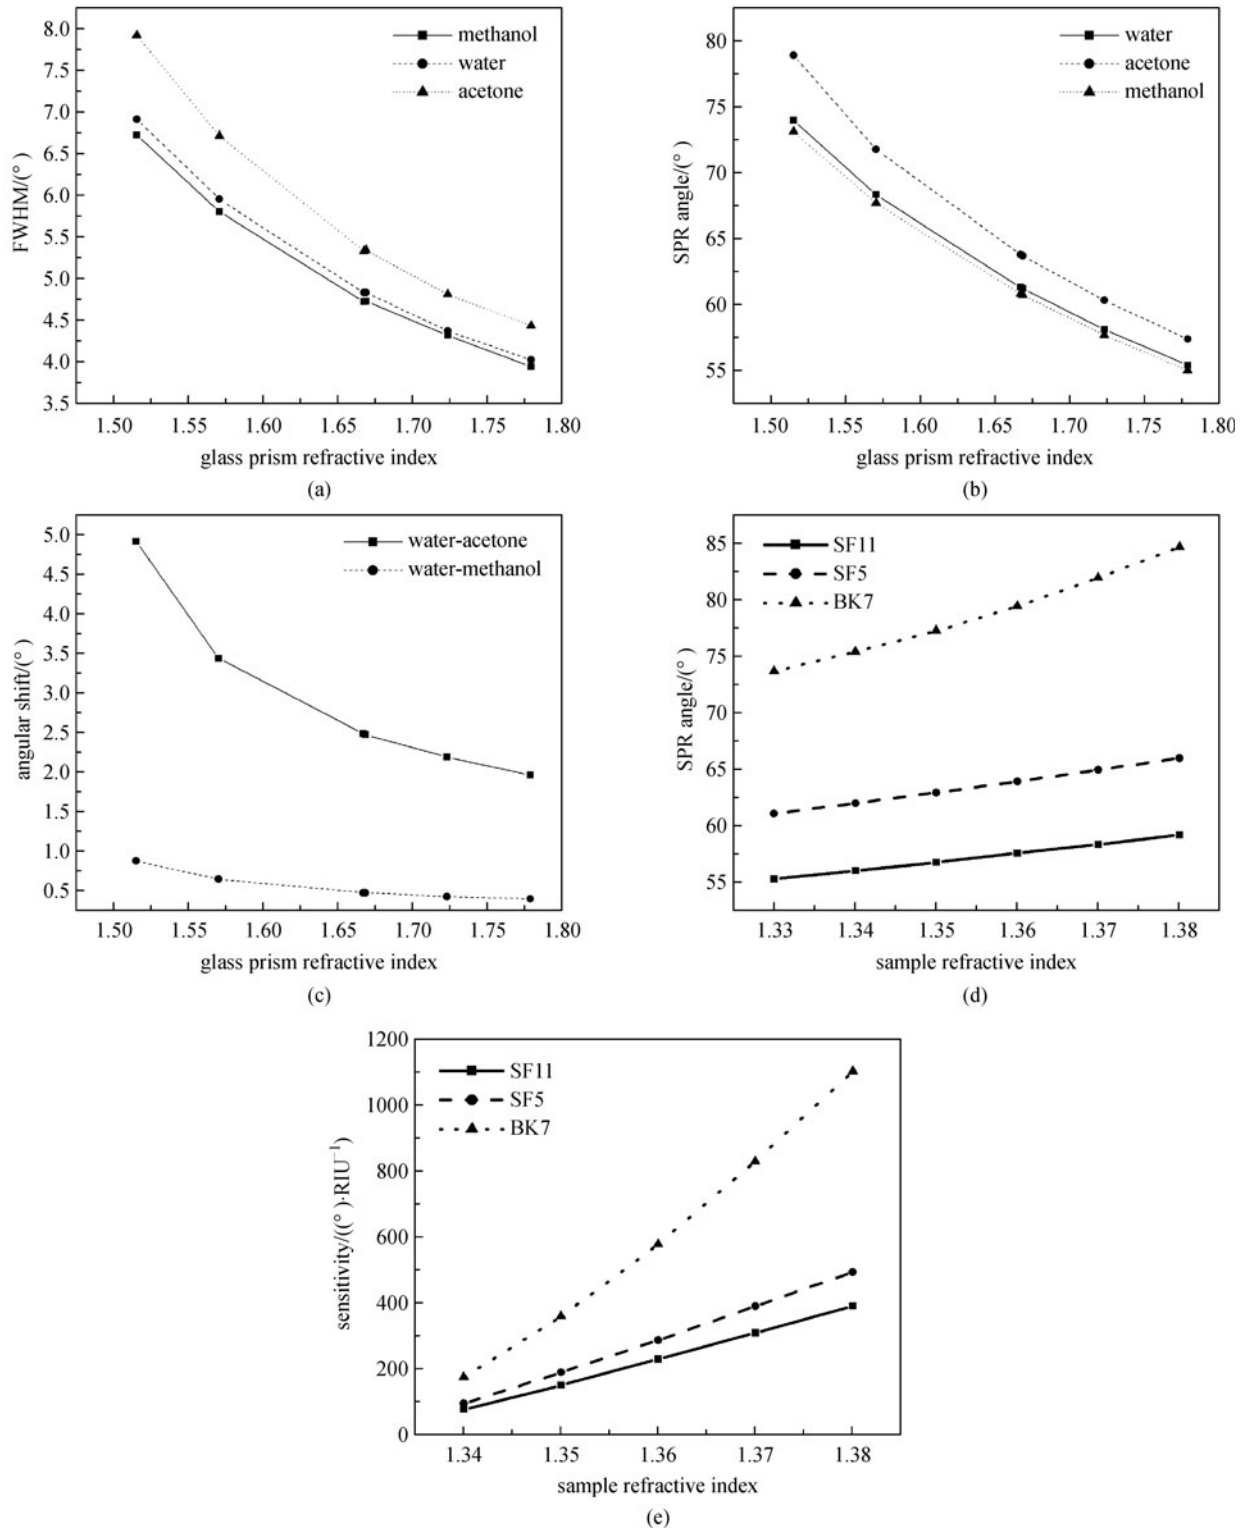 8.0
7.5
7.0
6.5
6.0
5.5
5.0
4.5
4.0
3.5
FWHM/(°)
methanol
water
acetone
1.50 1.55 1.60 1.65 1.70 1.75 1.80
glass prism refractive index
(a)
80
75
70
65
60
55
SPR angle/(°)
water
acetone
methanol
1.50 1.55 1.60 1.65 1.70 1.75 1.80
glass prism refractive index
(b)
5.0
4.5
4.0
3.5
3.0
2.5
2.0
1.5
1.0
0.5
angular shift/(°)
water-acetone
water-methanol
1.50 1.55 1.60 1.65 1.70 1.75 1.80
glass prism refractive index
(c)
85
80
75
70
65
60
55
SPR angle/(°)
SF11
SF5
BK7
1.33 1.34 1.35 1.36 1.37 1.38
sample refractive index
(d)
1200
1000
800
600
400
200
0
sensitivity/((°)·RIU⁻¹)
SF11
SF5
BK7
1.34 1.35 1.36 1.37 1.38
sample refractive index
(e)